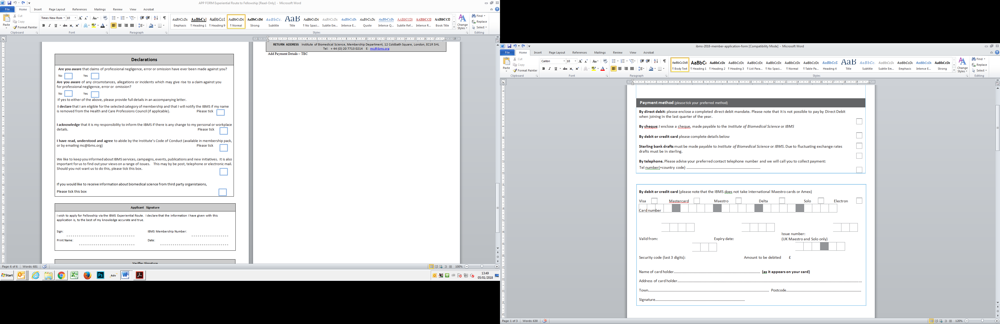 APP FORM Experiential Route to Fellowship [Read-Only] - Microsoft Word
File Home Insert Page Layout References Mailings Review View Acrobat
Cut
Copy
Paste
Format Painter
Times New Rom 10
AaBbCcDc AaBbCcI AaBbCcI AaBbCcDd AaBbCcDd AaBbCc. AaB AaBbCcDd AaBbCcDc AaBbCcDc AaBbCcDc AaBbCcDc AABBCCDI AABBCCD AABBCCD
Emphasis ¶ Heading 1 ¶ Heading 9 ¶ Normal Strong Subtitle Title ¶ No Spaci... Subtle Em... Intense E... Quote Intense Q... Subtle Ref... Intense R... Book Title
Change Styles
Find
Replace
Select
Clipboard Font Paragraph Styles Editing
Declarations
Are you aware that claims of professional negligence, error or omission have ever been made against you?
No Yes
Are you aware of any circumstances, allegations or incidents which may give rise to a claim against you
for professional negligence, error or omission?
No Yes
If yes to either of the above, please provide full details in an accompanying letter.
I declare that I am eligible for the selected category of membership and that I will notify the IBMS if my name
is removed from the Health and Care Professions Council (if applicable). Please tick
I acknowledge that it is my responsibility to inform the IBMS if there is any change to my personal or workplace
details. Please tick
I have read, understood and agree to abide by the Institute's Code of Conduct (available in membership pack,
or by emailing mc@ibms.org) Please tick
We like to keep you informed about IBMS services, campaigns, events, publications and new initiatives. It is also
important for us to find out your views on a range of issues. This may be by post, telephone or electronic mail.
Should you not want us to do this, please tick this box.
If you would like to receive information about biomedical science from third party organistaions,
Please tick this box
Applicant Signature
I wish to apply for Fellowship via the IBMS Experiential Route. I declare that the information I have given with this
application is, to the best of my knowledge accurate and true.
Sign: IBMS Membership Number:
Print Name: Date:
Verifier Signature
RETURN ADDRESS Institute of Biomedical Science, Membership Department, 12 Coldbath Square, London, EC1R 5HL
Tel: + 44 (O) 20 7713 0214 E: mc@ibms.org
Add Payment Details – TBC
Page: 6 of 6 Words: 681 100%
Start Adv 13:49
05/01/2018
ibms-2018-member-application-form [Compatibility Mode] - Microsoft Word
File Home Insert Page Layout References Mailings Review View Acrobat
Cut
Copy
Paste
Format Painter
Calibri 10
AaBbCcDdE AaBbCc AaBbCcDc AaBbCcDc AaBbCcDc AaBbCcDc AaBbCcDc AaBbCcDc AaBbCcD AaB AaBbCc. AaBbCcDc AaBbCcDc AaBbCcDc AaBbCcDc
¶ Body Text ¶ Heading 1 ¶ Heading 2 ¶ Heading 3 ¶ List Para... ¶ No Spaci... ¶ Normal ¶ Table Pa... Heading 4 Title Subtitle Subtle Em... Emphasis Intense E... Strong
Change Styles
Find
Replace
Select
Clipboard Font Paragraph Styles Editing
Payment method (please tick your preferred method)
By direct debit: please enclose a completed direct debit mandate. Please note that it is not possible to pay by Direct Debit
when joining in the last quarter of the year.
By cheque: I enclose a cheque, made payable to the Institute of Biomedical Science or IBMS
By debit or credit card please complete details below
Sterling bank drafts must be made payable to Institute of Biomedical Science or IBMS. Due to fluctuating exchange rates
drafts must be in sterling.
By telephone. Please advise your preferred contact telephone number and we will call you to collect payment:
Tel number(+country code) ......................................................................
By debit or credit card (please note that the IBMS does not take international Maestro cards or Amex)
Visa Mastercard Maestro Delta Solo Electron
Card number
Issue number:
Valid from: Expiry date: (UK Maestro and Solo only)
Security code (last 3 digits): Amount to be debited £
Name of card holder.................................................................... (as it appears on your card)
Address of card holder....................................................................
Town.................................................................... Postcode....................................................................
Signature....................................................................
Page: 1 of 3 Words: 630 120%